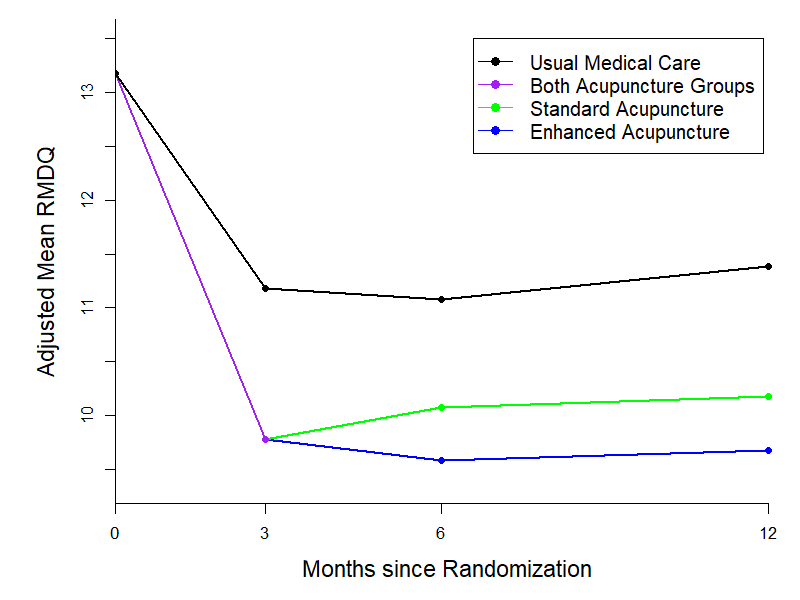 Usual Medical Care
Both Acupuncture Groups
Standard Acupuncture
Enhanced Acupuncture
Adjusted Mean RMDQ
13
12
11
10
0 3 6 12
Months since Randomization